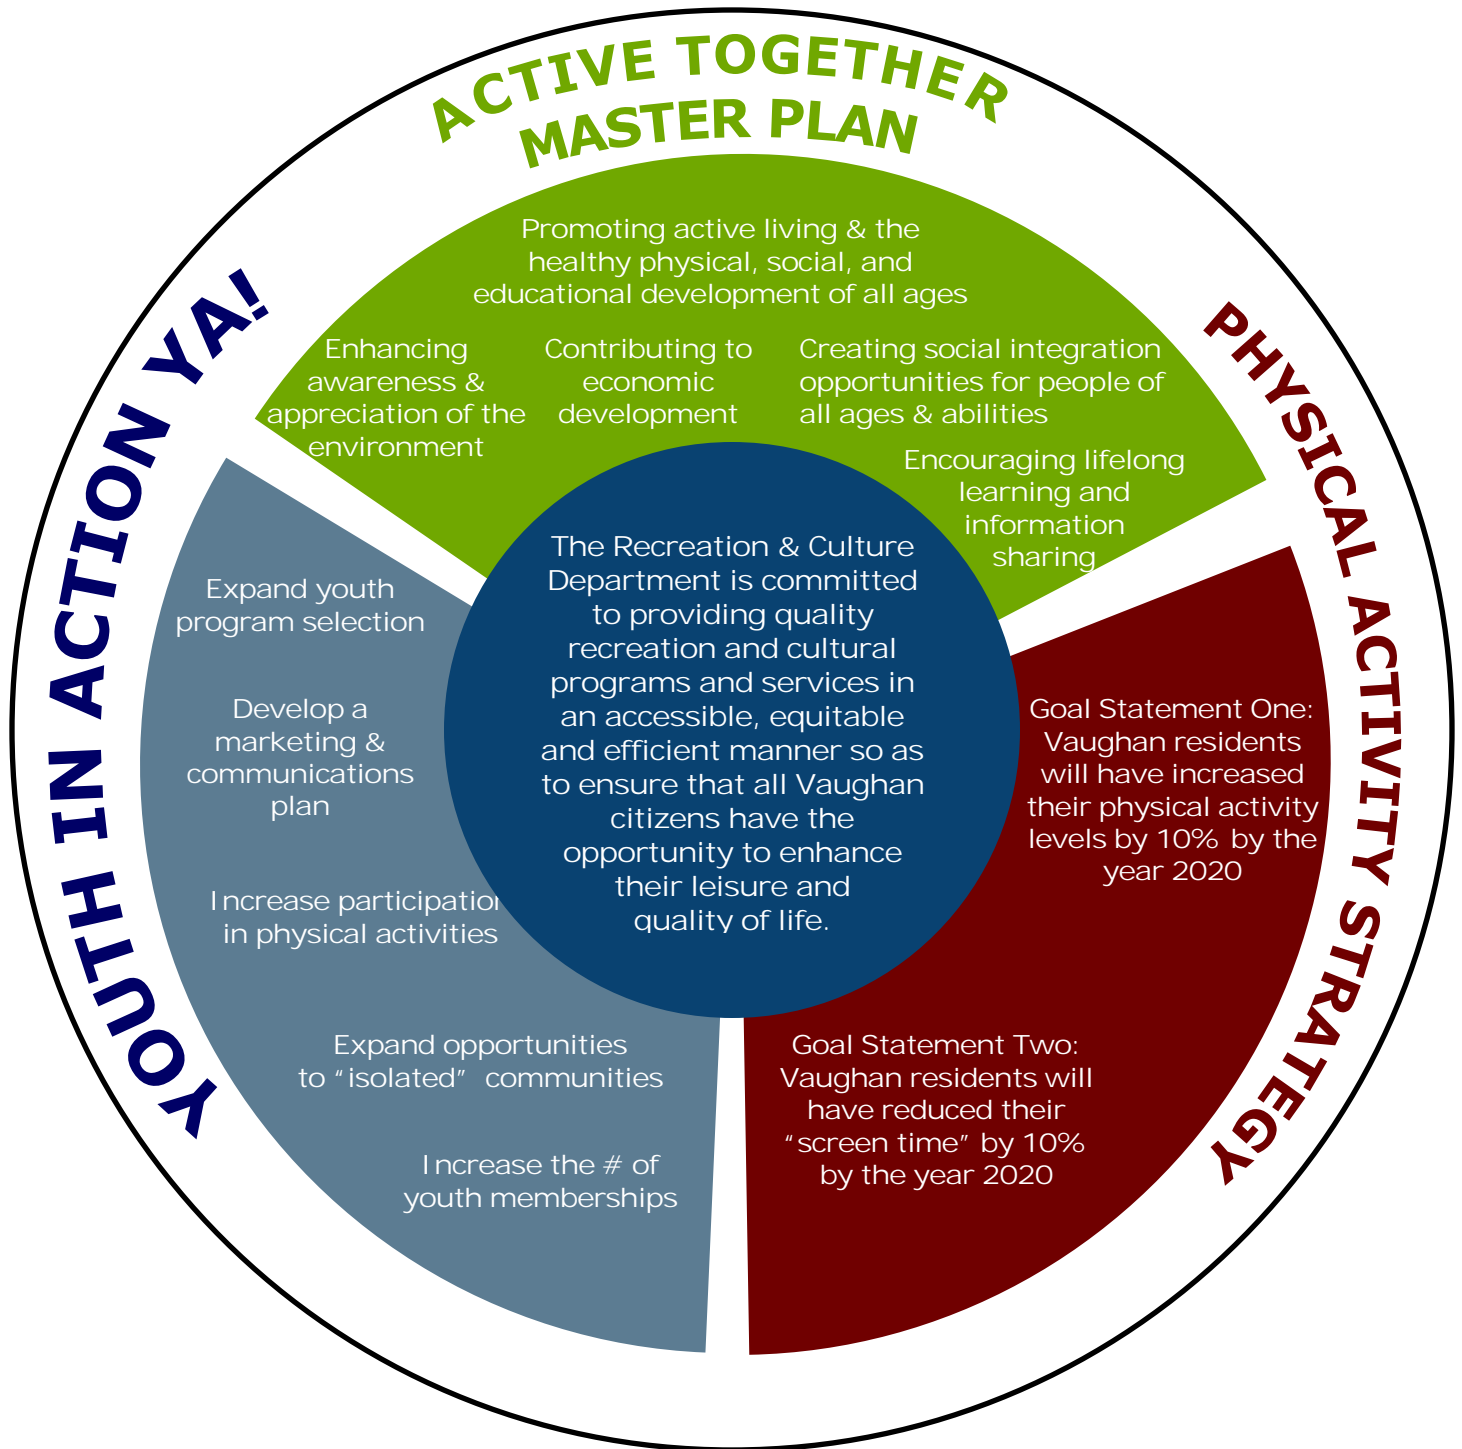 ACTIVE TOGETHER
MASTER PLAN
Promoting active living & the
healthy physical, social, and
educational development of all ages
Enhancing
awareness &
appreciation of the
environment
Contributing to
economic
development
Creating social integration
opportunities for people of
all ages & abilities
Encouraging lifelong
learning and
information
sharing
YOUTH IN ACTION YA!
Expand youth
program selection
Develop a
marketing &
communications
plan
Increase participation
in physical activities
Expand opportunities
to “isolated” communities
Increase the # of
youth memberships
The Recreation & Culture
Department is committed
to providing quality
recreation and cultural
programs and services in
an accessible, equitable
and efficient manner so as
to ensure that all Vaughan
citizens have the
opportunity to enhance
their leisure and
quality of life.
PHYSICAL ACTIVITY STRATEGY
Goal Statement One:
Vaughan residents
will have increased
their physical activity
levels by 10% by the
year 2020
Goal Statement Two:
Vaughan residents will
have reduced their
“screen time” by 10%
by the year 2020